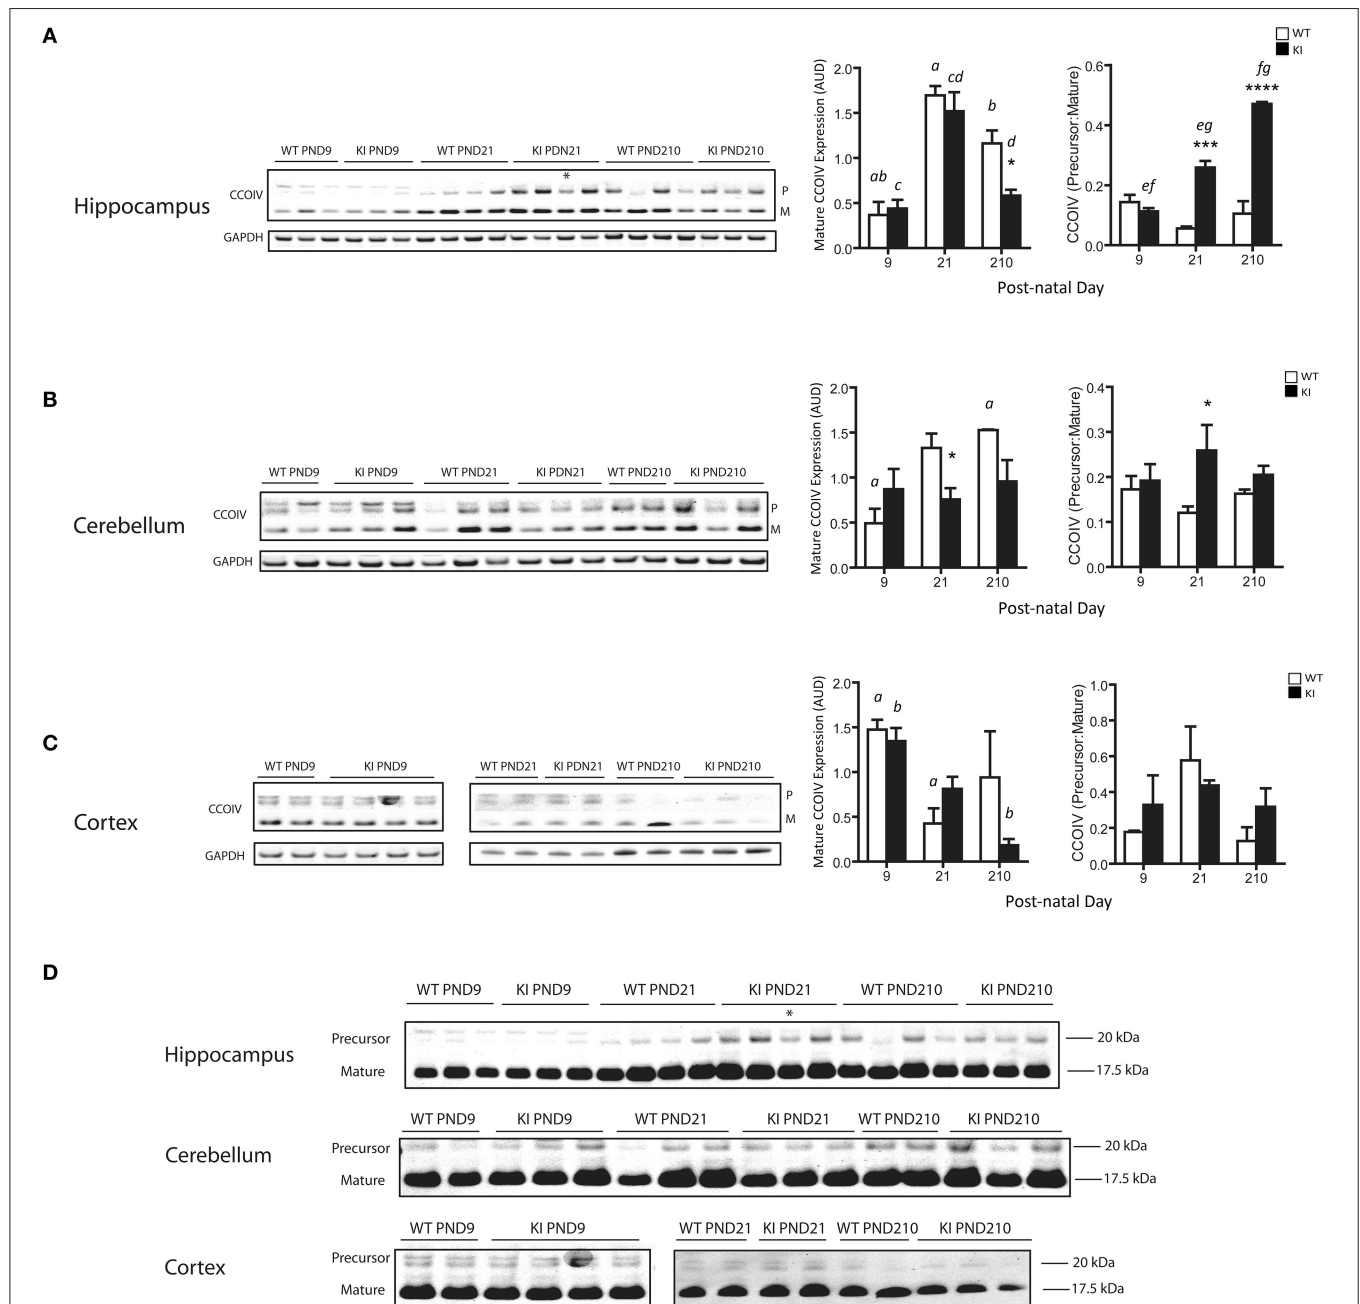 A
WT
KI
Hippocampus
WT PND9 KI PND9 WT PND21 KI PDN21 WT PND210 KI PND210
*
CCOIV
P
M
GAPDH
Mature CCOIV Expression (AUD)
2.0
1.5
1.0
0.5
0.0
ab c a cd b d
*
9 21 210
CCOIV (Precursor:Mature)
0.6
0.4
0.2
0.0
ef eg fg
*** ****
9 21 210
Post-natal Day
B
WT
KI
Cerebellum
WT PND9 KI PND9 WT PND21 KI PDN21 WT PND210 KI PND210
CCOIV
P
M
GAPDH
Mature CCOIV Expression (AUD)
2.0
1.5
1.0
0.5
0.0
a * a
9 21 210
CCOIV (Precursor:Mature)
0.4
0.3
0.2
0.1
0.0
*
9 21 210
Post-natal Day
C
WT
KI
Cortex
WT PND9 KI PND9 WT PND21 KI PDN21 WT PND210 KI PND210
CCOIV
P
M
GAPDH
Mature CCOIV Expression (AUD)
2.0
1.5
1.0
0.5
0.0
a b a b
9 21 210
CCOIV (Precursor:Mature)
1.0
0.8
0.6
0.4
0.2
0.0
9 21 210
Post-natal Day
D
WT PND9 KI PND9 WT PND21 KI PND21 WT PND210 KI PND210
*
Hippocampus
Precursor 20 kDa
Mature 17.5 kDa
WT PND9 KI PND9 WT PND21 KI PND21 WT PND210 KI PND210
Cerebellum
Precursor 20 kDa
Mature 17.5 kDa
WT PND9 KI PND9 WT PND21 KI PND21 WT PND210 KI PND210
Cortex
Precursor 20 kDa
Mature 17.5 kDa